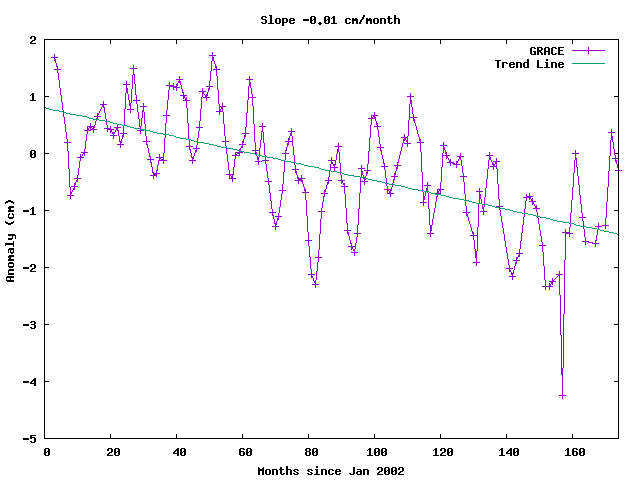 Slope -0.01 cm/month
GRACE
Trend Line
2
1
0
-1
-2
-3
-4
-5
Anomaly (cm)
0 20 40 60 80 100 120 140 160
Months since Jan 2002